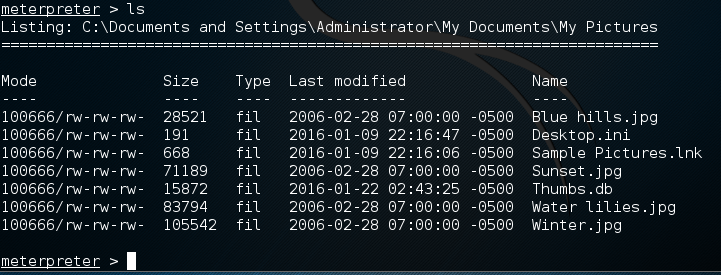 meterpreter > ls
Listing: C:\Documents and Settings\Administrator\My Documents\My Pictures
=========================================================================
Mode Size Type Last modified Name
---- ---- ---- ------------- ----
100666/rw-rw-rw- 28521 fil 2006-02-28 07:00:00 -0500 Blue hills.jpg
100666/rw-rw-rw- 191 fil 2016-01-09 22:16:47 -0500 Desktop.ini
100666/rw-rw-rw- 668 fil 2016-01-09 22:16:06 -0500 Sample Pictures.lnk
100666/rw-rw-rw- 71189 fil 2006-02-28 07:00:00 -0500 Sunset.jpg
100666/rw-rw-rw- 15872 fil 2016-01-22 02:43:25 -0500 Thumbs.db
100666/rw-rw-rw- 83794 fil 2006-02-28 07:00:00 -0500 Water lilies.jpg
100666/rw-rw-rw- 105542 fil 2006-02-28 07:00:00 -0500 Winter.jpg
meterpreter >